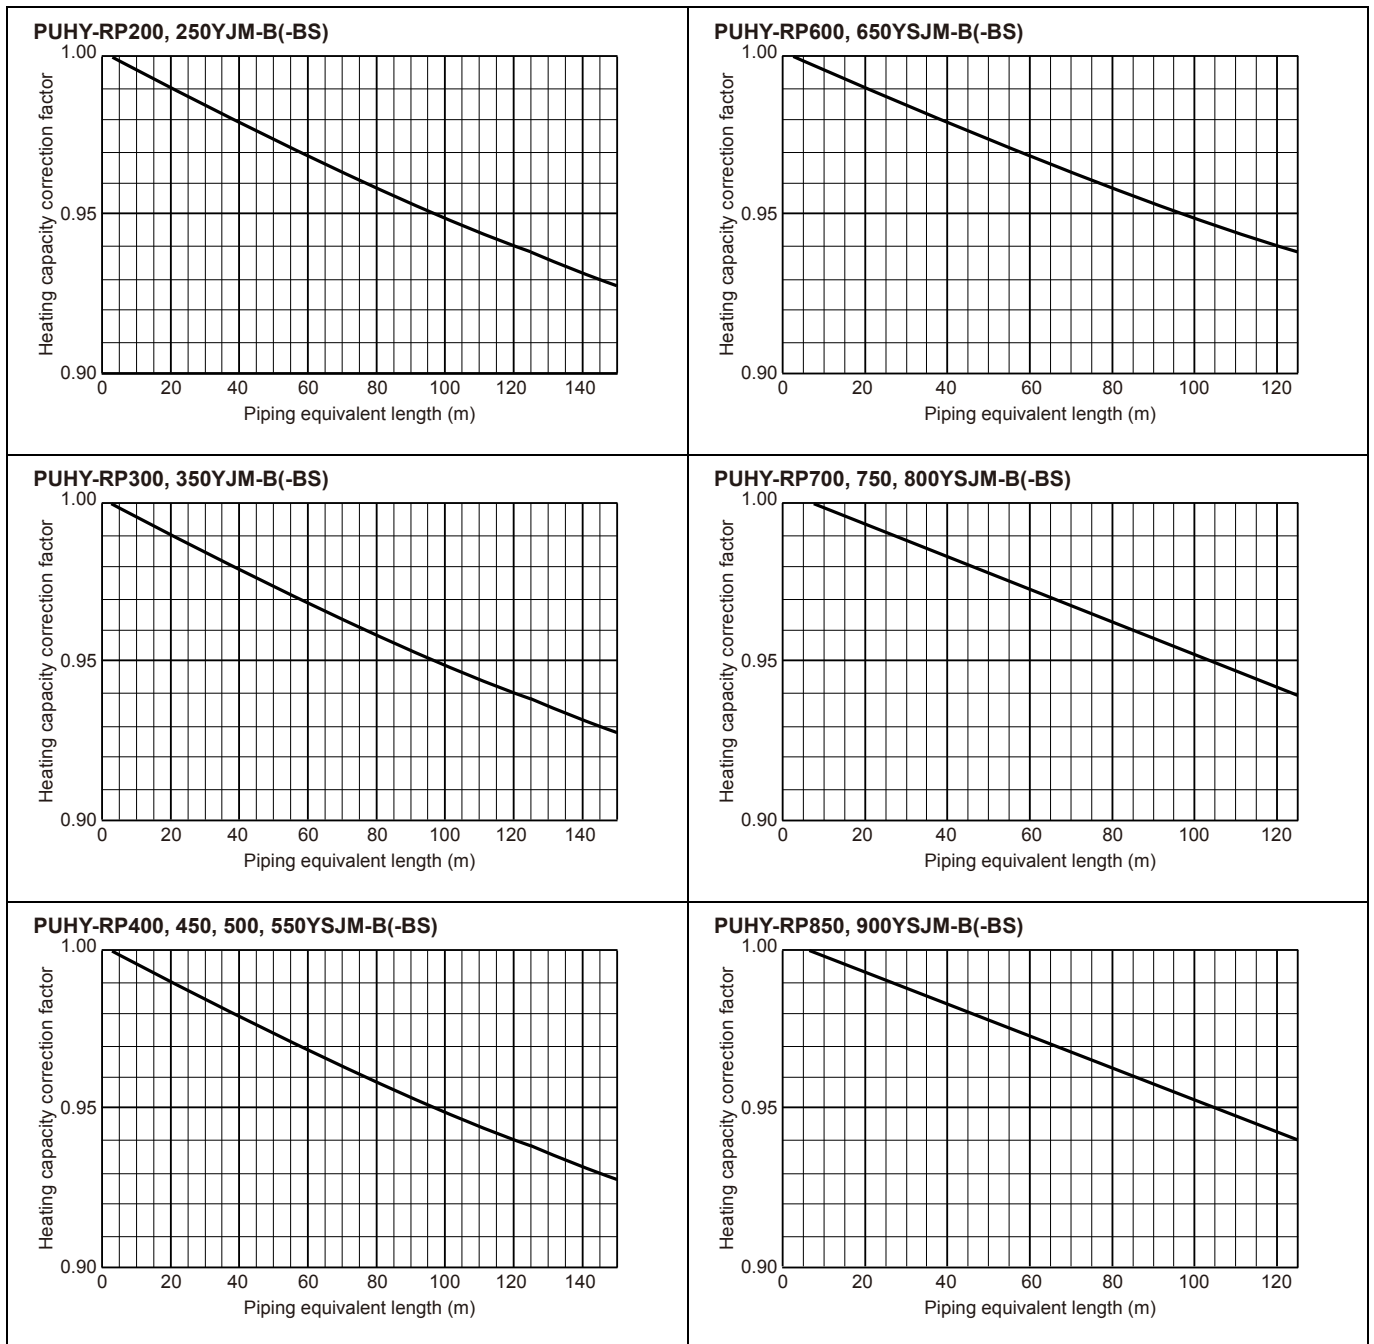 PUHY-RP200, 250YJM-B(-BS)
Heating capacity correction factor
1.00
0.95
0.90
0 20 40 60 80 100 120 140
Piping equivalent length (m)
PUHY-RP600, 650YSJM-B(-BS)
Heating capacity correction factor
1.00
0.95
0.90
0 20 40 60 80 100 120
Piping equivalent length (m)
PUHY-RP300, 350YJM-B(-BS)
Heating capacity correction factor
1.00
0.95
0.90
0 20 40 60 80 100 120 140
Piping equivalent length (m)
PUHY-RP700, 750, 800YSJM-B(-BS)
Heating capacity correction factor
1.00
0.95
0.90
0 20 40 60 80 100 120
Piping equivalent length (m)
PUHY-RP400, 450, 500, 550YSJM-B(-BS)
Heating capacity correction factor
1.00
0.95
0.90
0 20 40 60 80 100 120 140
Piping equivalent length (m)
PUHY-RP850, 900YSJM-B(-BS)
Heating capacity correction factor
1.00
0.95
0.90
0 20 40 60 80 100 120
Piping equivalent length (m)